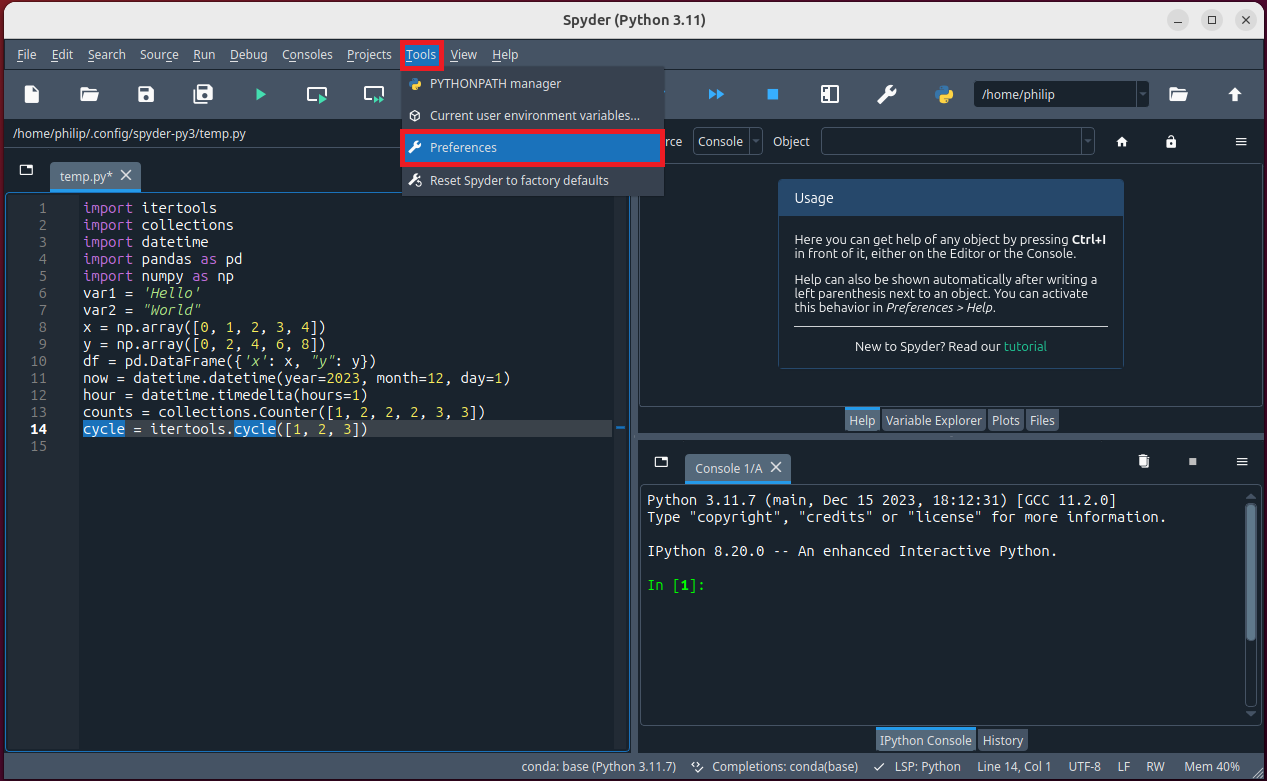 Spyder (Python 3.11)
File Edit Search Source Run Debug Consoles Projects Tools View Help
PYTHONPATH manager
Current user environment variables...
Preferences
Reset Spyder to factory defaults
/home/philip
/home/philip/.config/spyder-py3/temp.py
rce Console Object
temp.py*
1 import itertools
2 import collections
3 import datetime
4 import pandas as pd
5 import numpy as np
6 var1 = 'Hello'
7 var2 = "World"
8 x = np.array([0, 1, 2, 3, 4])
9 y = np.array([0, 2, 4, 6, 8])
10 df = pd.DataFrame({'x': x, "y": y})
11 now = datetime.datetime(year=2023, month=12, day=1)
12 hour = datetime.timedelta(hours=1)
13 counts = collections.Counter([1, 2, 2, 2, 3, 3])
14 cycle = itertools.cycle([1, 2, 3])
15
Usage
Here you can get help of any object by pressing Ctrl+I
in front of it, either on the Editor or the Console.
Help can also be shown automatically after writing a
left parenthesis next to an object. You can activate
this behavior in Preferences > Help.
New to Spyder? Read our tutorial
Help Variable Explorer Plots Files
Console 1/A
Python 3.11.7 (main, Dec 15 2023, 18:12:31) [GCC 11.2.0]
Type "copyright", "credits" or "license" for more information.
IPython 8.20.0 -- An enhanced Interactive Python.
In [1]:
IPython Console History
conda: base (Python 3.11.7) Completions: conda(base) LSP: Python Line 14, Col 1 UTF-8 LF RW Mem 40%